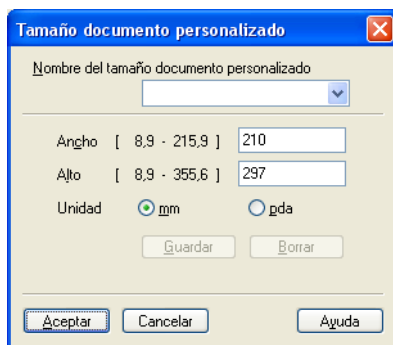 Tamaño documento personalizado
Nombre del tamaño documento personalizado
Ancho [ 8,9 - 215,9 ] 210
Alto [ 8,9 - 355,6 ] 297
Unidad mm pda
Guardar Borrar
Aceptar Cancelar Ayuda